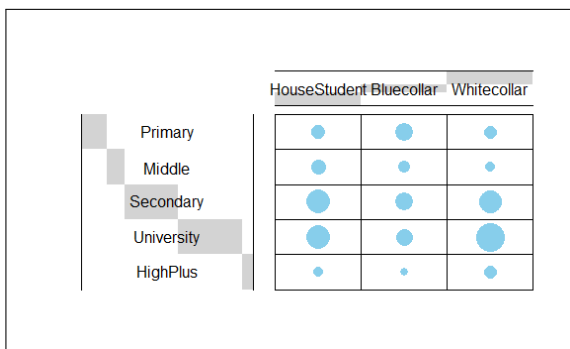 HouseStudent Bluecollar Whitecollar
Primary
Middle
Secondary
University
HighPlus